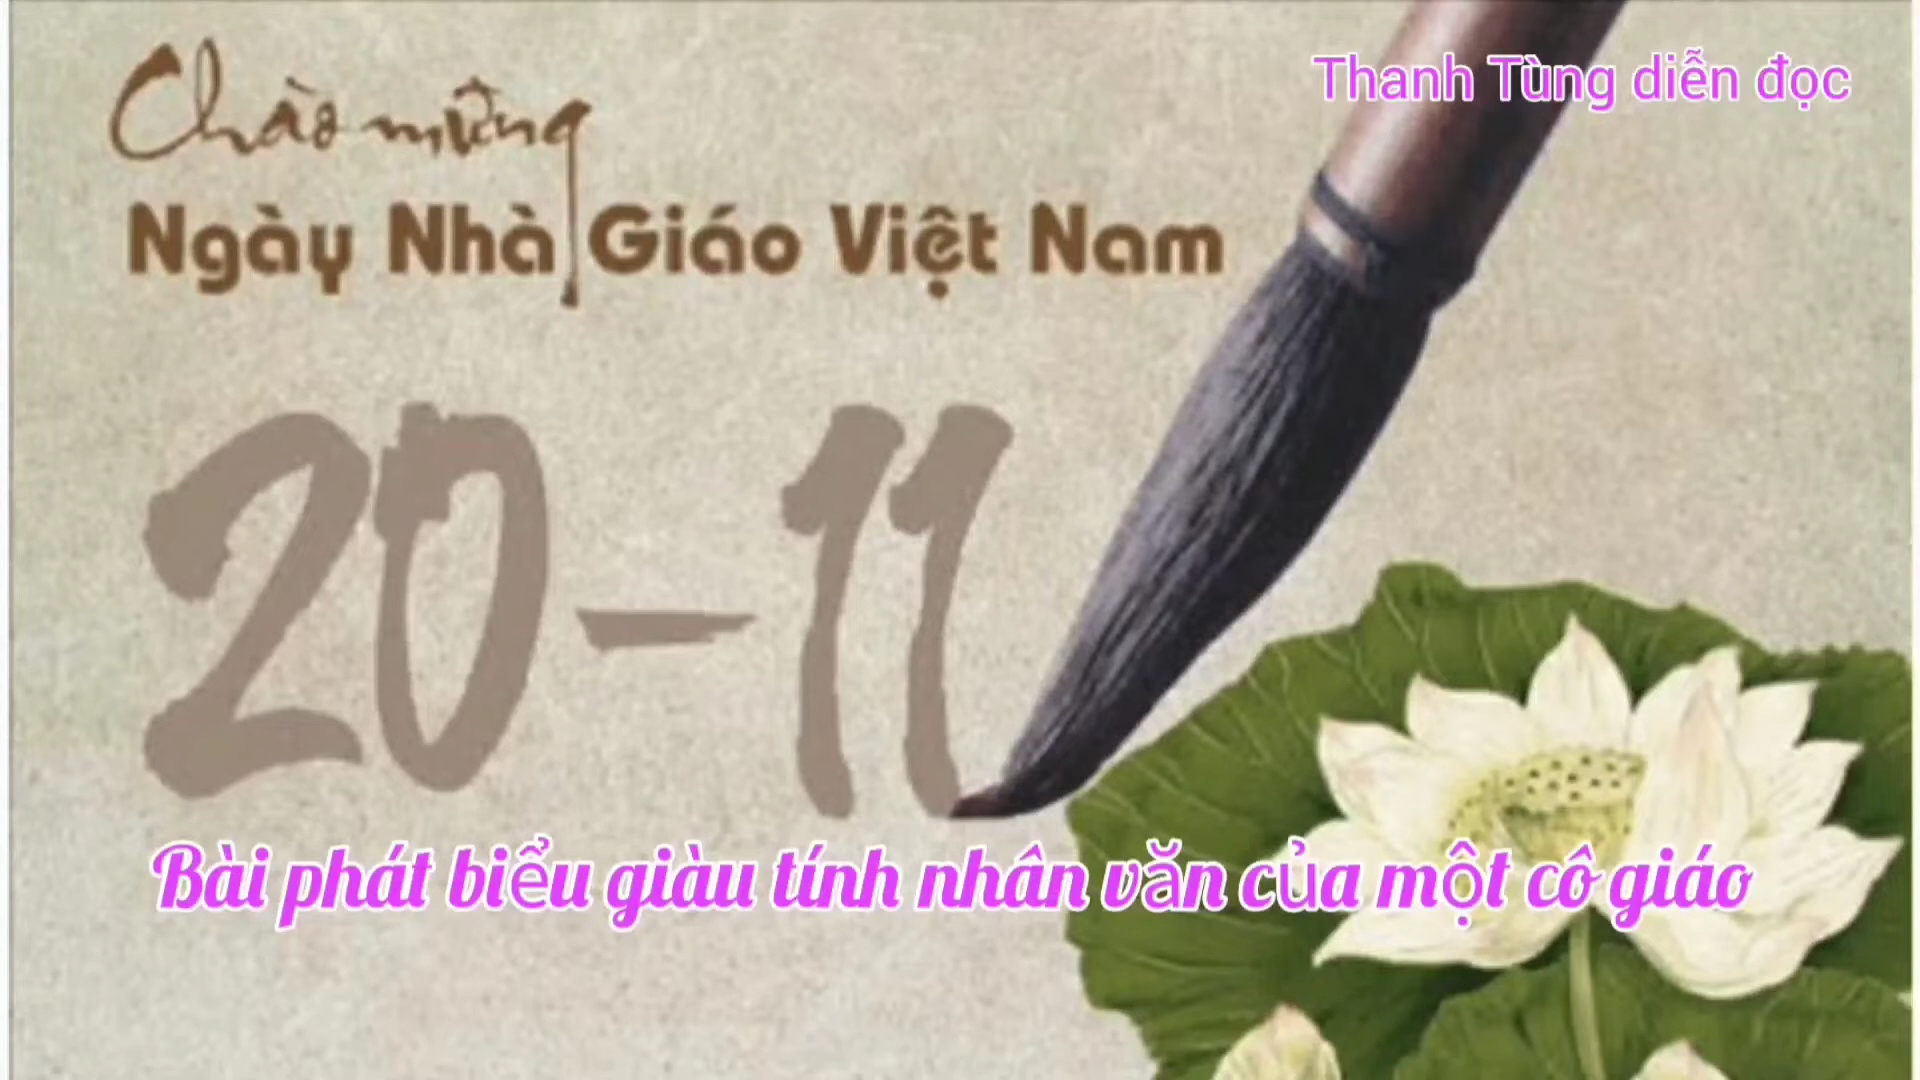 Thanh Tùng diễn đọc
Chào mừng
Ngày Nhà Giáo Việt Nam
20-11
Bài phát biểu giàu tính nhân văn của một cô giáo